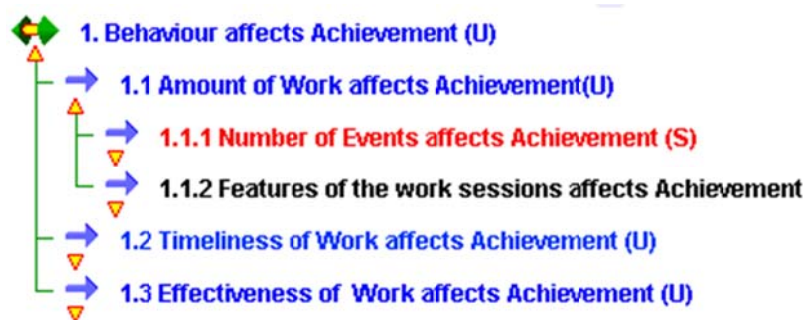 1. Behaviour affects Achievement (U)
1.1 Amount of Work affects Achievement(U)
1.1.1 Number of Events affects Achievement (S)
1.1.2 Features of the work sessions affects Achievement
1.2 Timeliness of Work affects Achievement (U)
1.3 Effectiveness of Work affects Achievement (U)